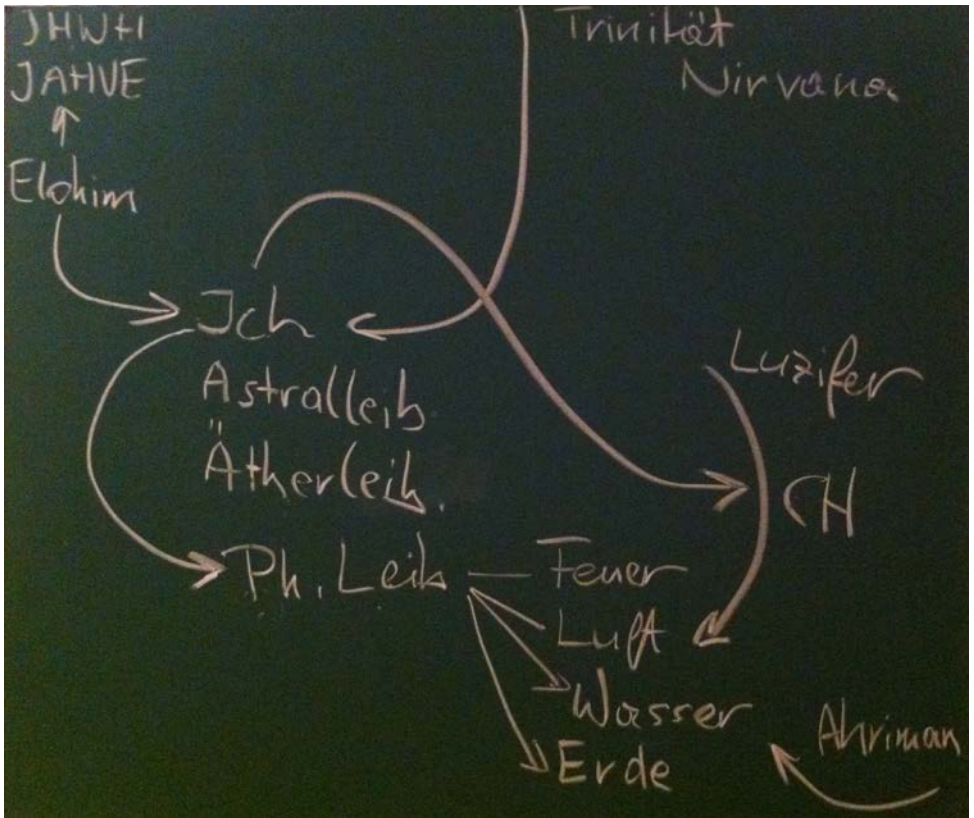 JHWH
JAHVE
Elohim
Trinität
Nirvana
Ich
Astralleib
Ätherleib.
Ph. Leib
Luzifer
CH
Feuer
Luft
Wasser
Erde
Ahriman